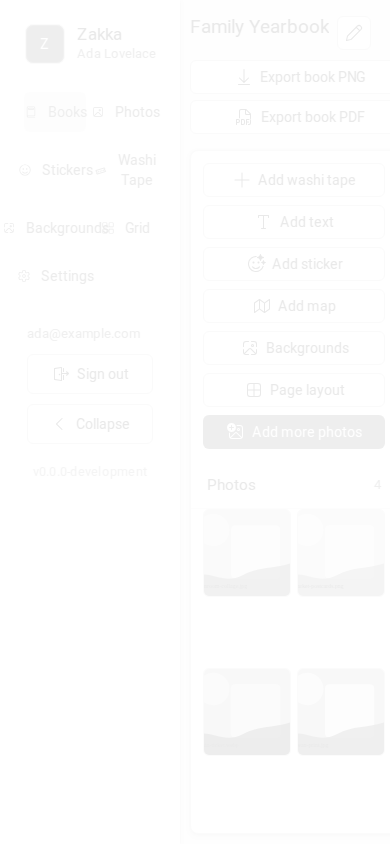 Zakka
Z
Ada Lovelace
Books
Photos
Stickers
Washi
Tape
Backgrounds
Grid
Settings
ada@example.com
Sign out
Collapse
v0.0.0-development
Family Yearbook
Export book PNG
PDF
Export book PDF
Add washi tape
Add text
Add sticker
Add map
Backgrounds
Page layout
Add more photos
Photos
4